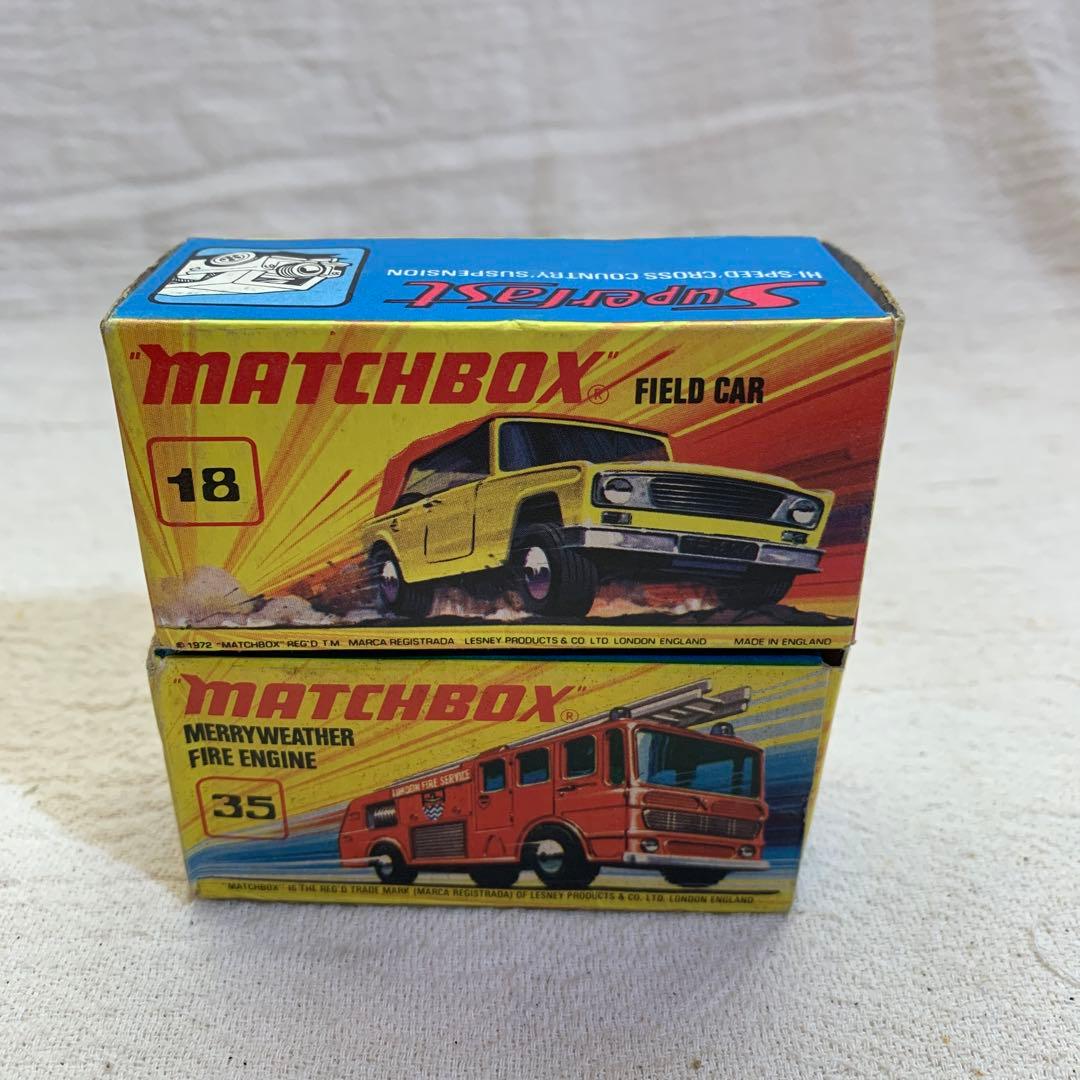 Superfast
HI-SPEED CROSS COUNTRY SUSPENSION
"MATCHBOX"®
FIELD CAR
18
© 1972 "MATCHBOX" REG'D T.M. MARCA REGISTRADA LESNEY PRODUCTS & CO. LTD. LONDON ENGLAND MADE IN ENGLAND
"MATCHBOX"®
MERRYWEATHER
FIRE ENGINE
35
LONDON FIRE SERVICE
"MATCHBOX" IS THE REG'D TRADE MARK (MARCA REGISTRADA) OF LESNEY PRODUCTS & CO. LTD. LONDON ENGLAND